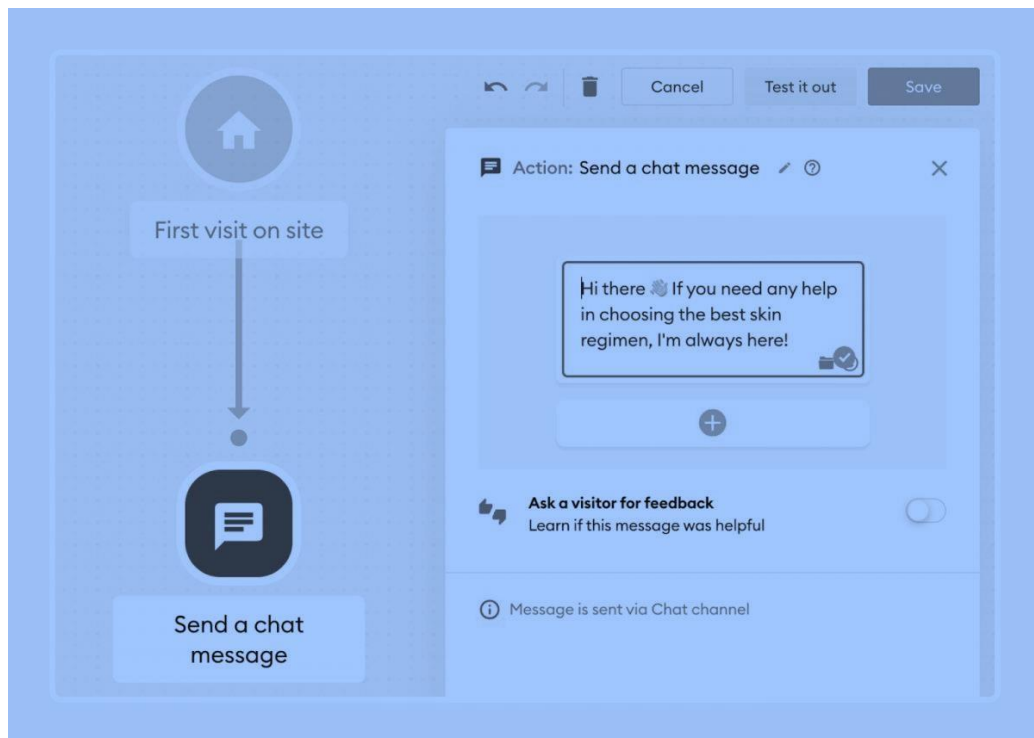 Cancel
Test it out
Save
First visit on site
Send a chat
message
Action: Send a chat message
Hi there 👋 If you need any help
in choosing the best skin
regimen, I'm always here!
Ask a visitor for feedback
Learn if this message was helpful
Message is sent via Chat channel